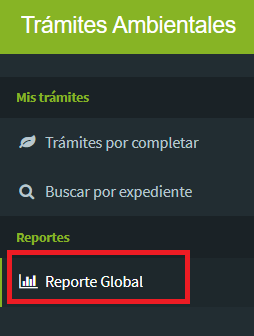 Trámites Ambientales
Mis trámites
Trámites por completar
Buscar por expediente
Reportes
Reporte Global